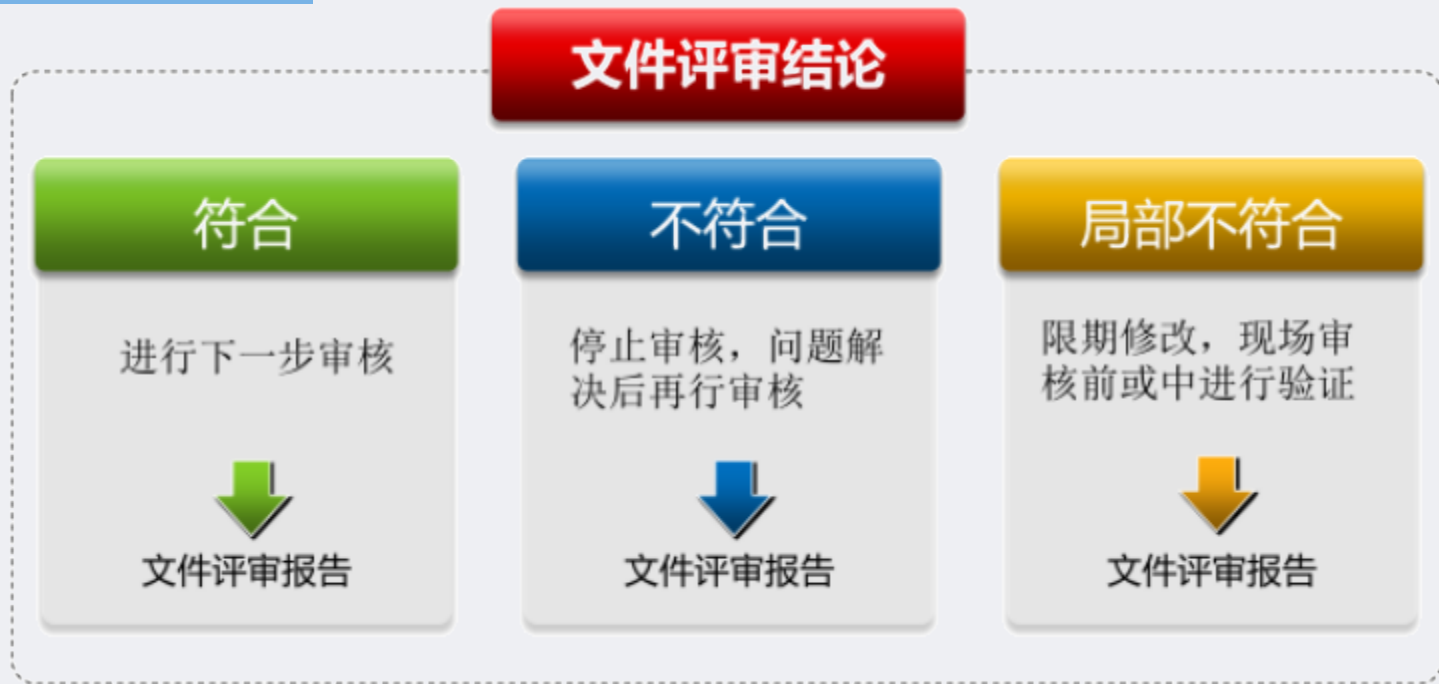 文件评审结论
符合
进行下一步审核
文件评审报告
不符合
停止审核，问题解
决后再行审核
文件评审报告
局部不符合
限期修改，现场审
核前或中进行验证
文件评审报告